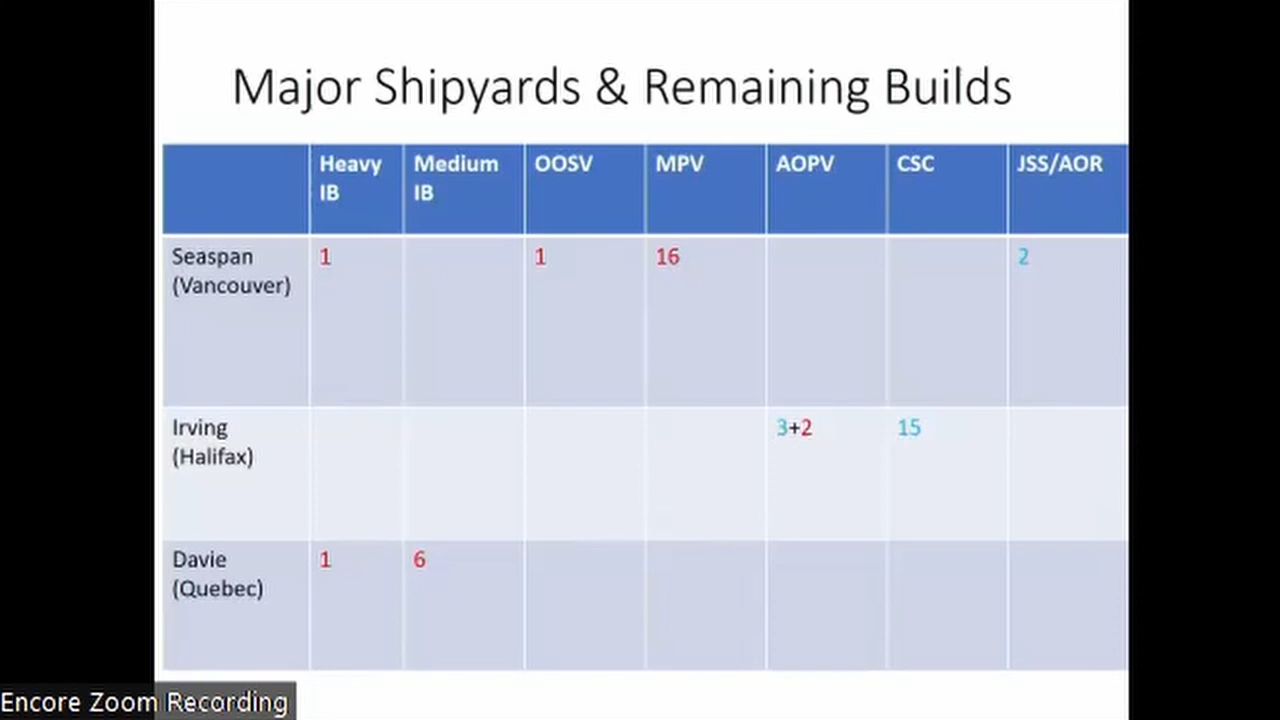 Major Shipyards & Remaining Builds
Heavy IB Medium IB OOSV MPV AOPV CSC JSS/AOR
Seaspan (Vancouver) 1 1 16 2
Irving (Halifax) 3+2 15
Davie (Quebec) 1 6
Encore Zoom Recording